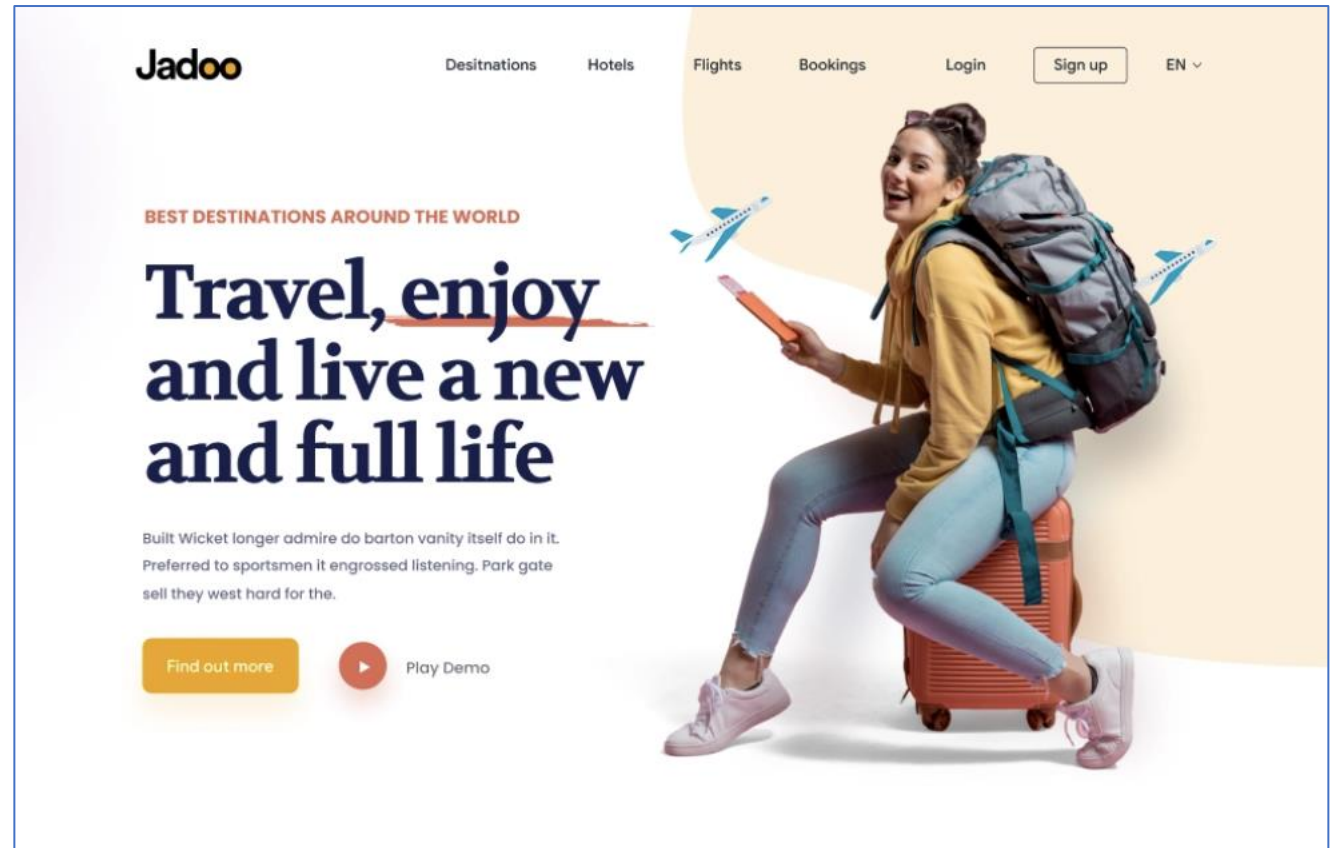 Jadoo
Desitnations
Hotels
Flights
Bookings
Login
Sign up
EN
BEST DESTINATIONS AROUND THE WORLD
Travel, enjoy
and live a new
and full life
Built Wicket longer admire do barton vanity itself do in it.
Preferred to sportsmen it engrossed listening. Park gate
sell they west hard for the.
Find out more
Play Demo